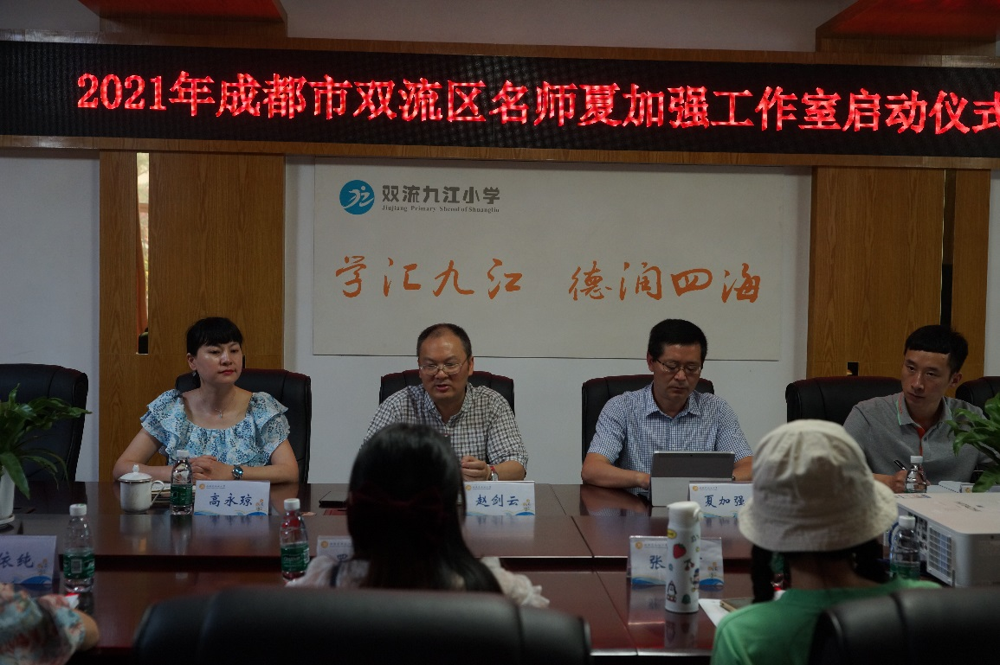 2021年成都市双流区名师夏加强工作室启动仪式
双流九江小学
Jiujiang Primary Shcool of Shuangliu
学汇九江 德润四海
高永琼
赵剑云
夏加强
依纯
张